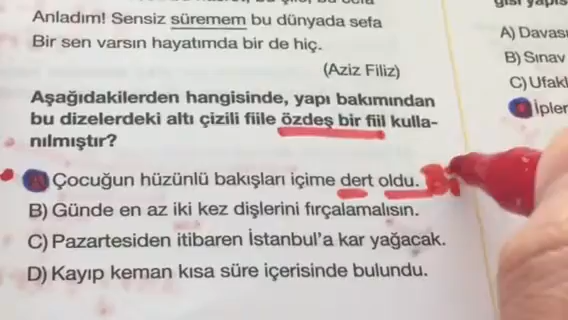 Anladım! Sensiz süremem bu dünyada sefa
Bir sen varsın hayatımda bir de hiç.
(Aziz Filiz)
Aşağıdakilerden hangisinde, yapı bakımından
bu dizelerdeki altı çizili fiile özdeş bir fiil kulla-
nılmıştır?
Çocuğun hüzünlü bakışları içime dert oldu.
B) Günde en az iki kez dişlerini fırçalamalısın.
C) Pazartesiden itibaren İstanbul'a kar yağacak.
D) Kayıp keman kısa süre içerisinde bulundu.
A) Davası
B) Sınav
C) Ufakl
İpler